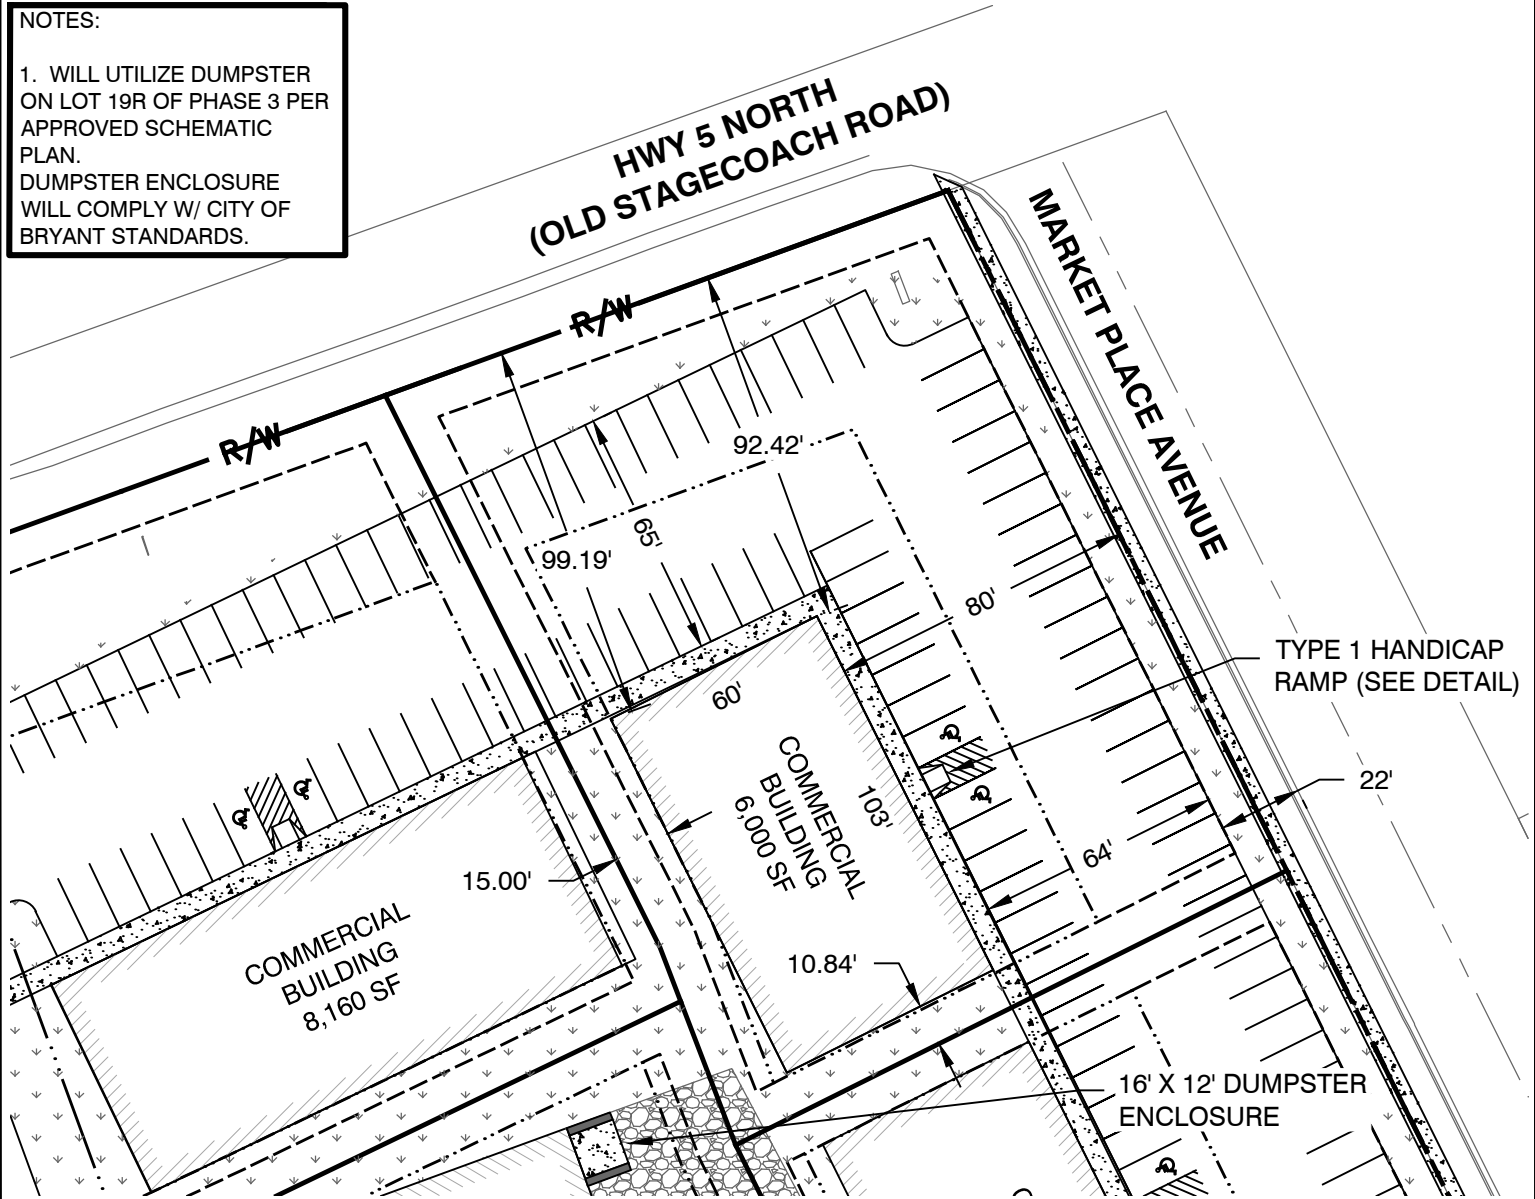 NOTES:
1. WILL UTILIZE DUMPSTER
ON LOT 19R OF PHASE 3 PER
APPROVED SCHEMATIC
PLAN.
DUMPSTER ENCLOSURE
WILL COMPLY W/ CITY OF
BRYANT STANDARDS.
HWY 5 NORTH
(OLD STAGECOACH ROAD)
MARKET PLACE AVENUE
R/W
R/W
92.42'
65'
99.19'
80'
TYPE 1 HANDICAP
RAMP (SEE DETAIL)
60'
COMMERCIAL
BUILDING
6,000 SF
103'
22'
64'
15.00'
COMMERCIAL
BUILDING
8,160 SF
10.84'
16' X 12' DUMPSTER
ENCLOSURE